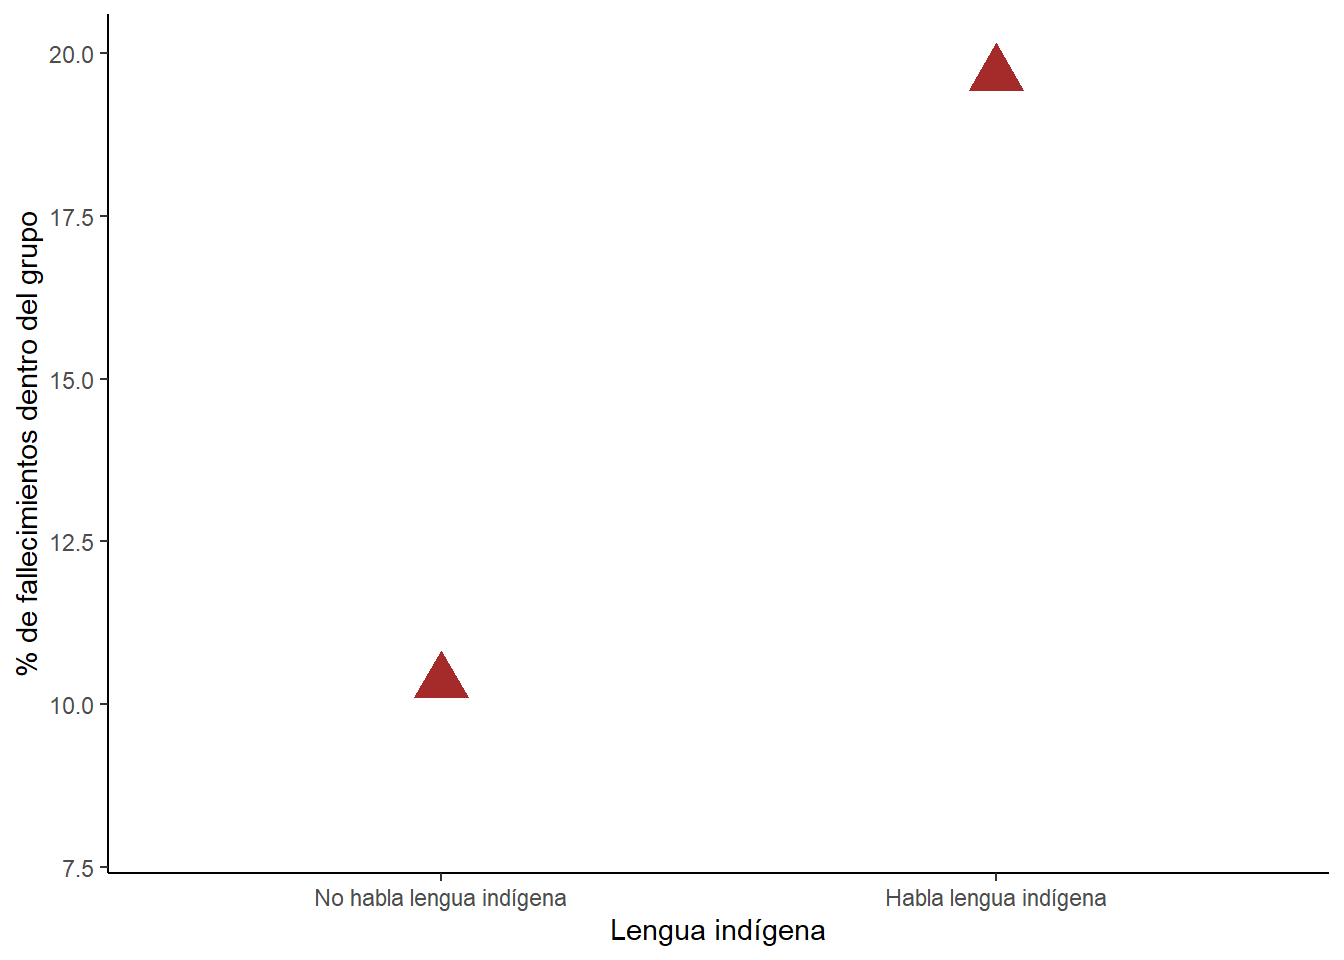 % de fallecimientos dentro del grupo
20.0
17.5
15.0
12.5
10.0
7.5
No habla lengua indígena
Habla lengua indígena
Lengua indígena